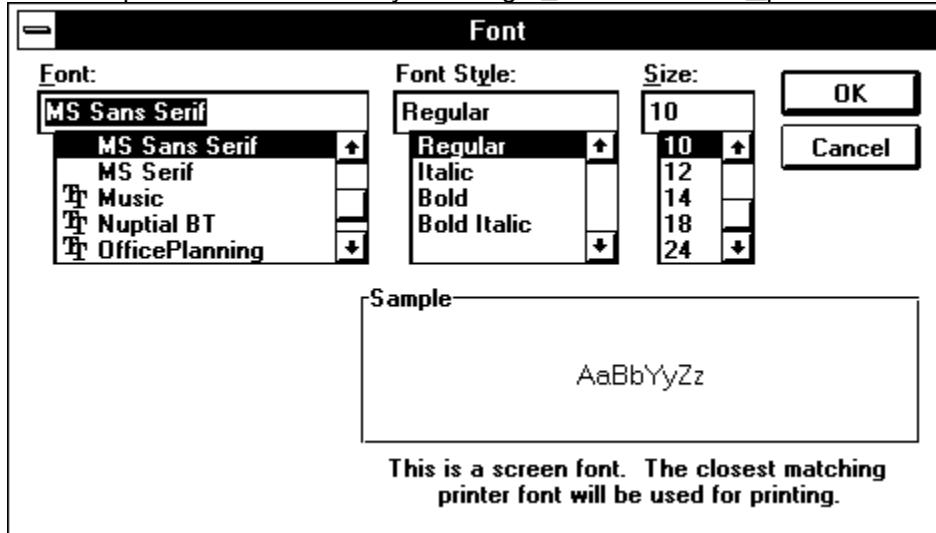 Font
Font:
MS Sans Serif
MS Sans Serif
MS Serif
Music
Nuptial BT
OfficePlanning
Font Style:
Regular
Regular
Italic
Bold
Bold Italic
Size:
10
10
12
14
18
24
OK
Cancel
Sample
AaBbYyZz
This is a screen font. The closest matching
printer font will be used for printing.